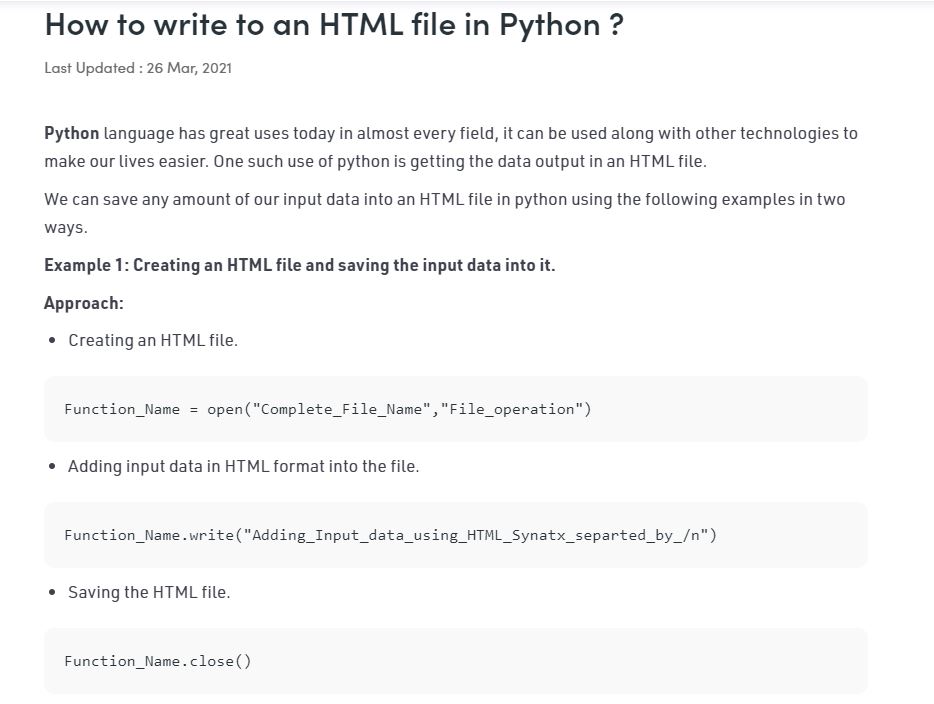 How to write to an HTML file in Python ?
Last Updated : 26 Mar, 2021
Python language has great uses today in almost every field, it can be used along with other technologies to
make our lives easier. One such use of python is getting the data output in an HTML file.
We can save any amount of our input data into an HTML file in python using the following examples in two
ways.
Example 1: Creating an HTML file and saving the input data into it.
Approach:
• Creating an HTML file.
Function_Name = open("Complete_File_Name","File_operation")
• Adding input data in HTML format into the file.
Function_Name.write("Adding_Input_data_using_HTML_Synatx_separted_by_/n")
• Saving the HTML file.
Function_Name.close()